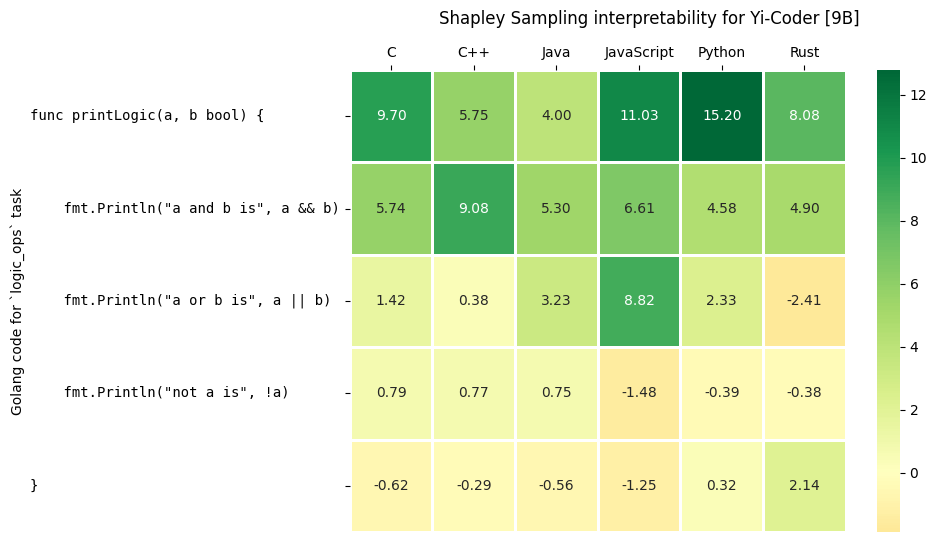 Shapley Sampling interpretability for Yi-Coder [9B]
C C++ Java JavaScript Python Rust
func printLogic(a, b bool) { 9.70 5.75 4.00 11.03 15.20 8.08
fmt.Println("a and b is", a && b) 5.74 9.08 5.30 6.61 4.58 4.90
fmt.Println("a or b is", a || b) 1.42 0.38 3.23 8.82 2.33 -2.41
fmt.Println("not a is", !a) 0.79 0.77 0.75 -1.48 -0.39 -0.38
} -0.62 -0.29 -0.56 -1.25 0.32 2.14
Golang code for `logic_ops` task
12
10
8
6
4
2
0